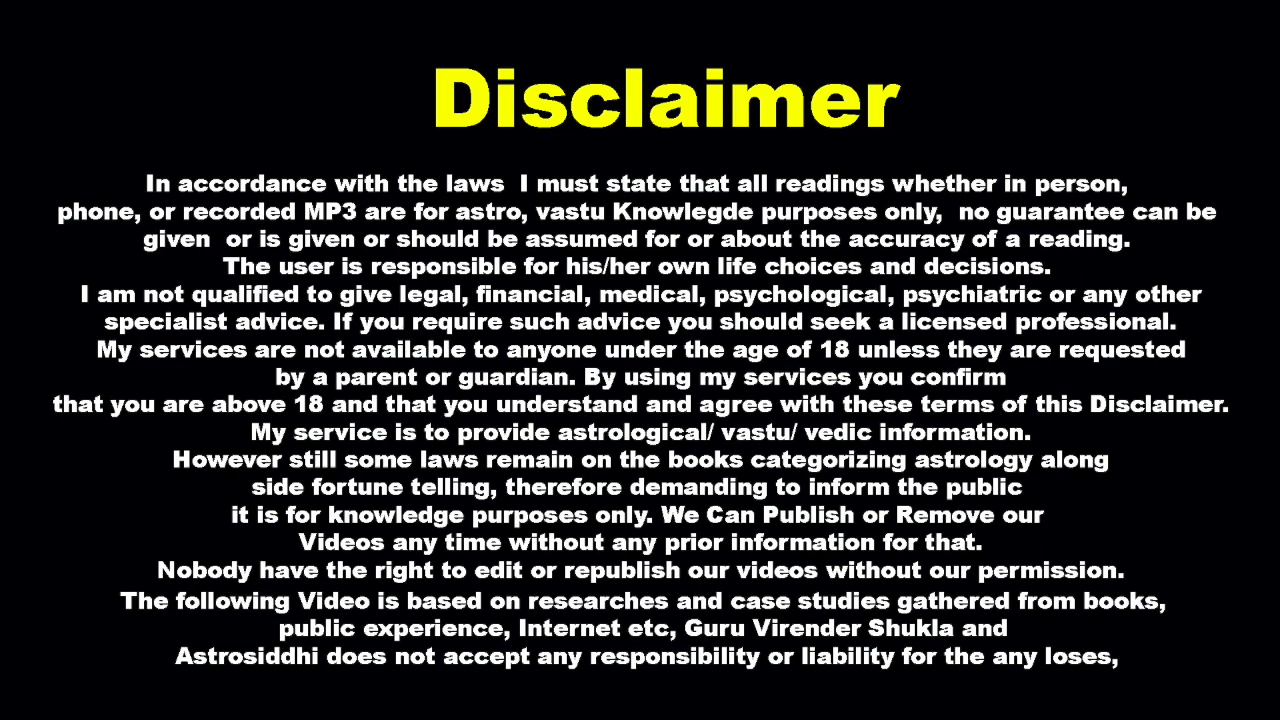 Disclaimer
In accordance with the laws  I must state that all readings whether in person,
phone, or recorded MP3 are for astro, vastu Knowlegde purposes only,  no guarantee can be
given  or is given or should be assumed for or about the accuracy of a reading.
The user is responsible for his/her own life choices and decisions.
I am not qualified to give legal, financial, medical, psychological, psychiatric or any other
specialist advice. If you require such advice you should seek a licensed professional.
My services are not available to anyone under the age of 18 unless they are requested
by a parent or guardian. By using my services you confirm
that you are above 18 and that you understand and agree with these terms of this Disclaimer.
My service is to provide astrological/ vastu/ vedic information.
However still some laws remain on the books categorizing astrology along
side fortune telling, therefore demanding to inform the public
it is for knowledge purposes only. We Can Publish or Remove our
Videos any time without any prior information for that.
Nobody have the right to edit or republish our videos without our permission.
The following Video is based on researches and case studies gathered from books,
public experience, Internet etc, Guru Virender Shukla and
Astrosiddhi does not accept any responsibility or liability for the any loses,